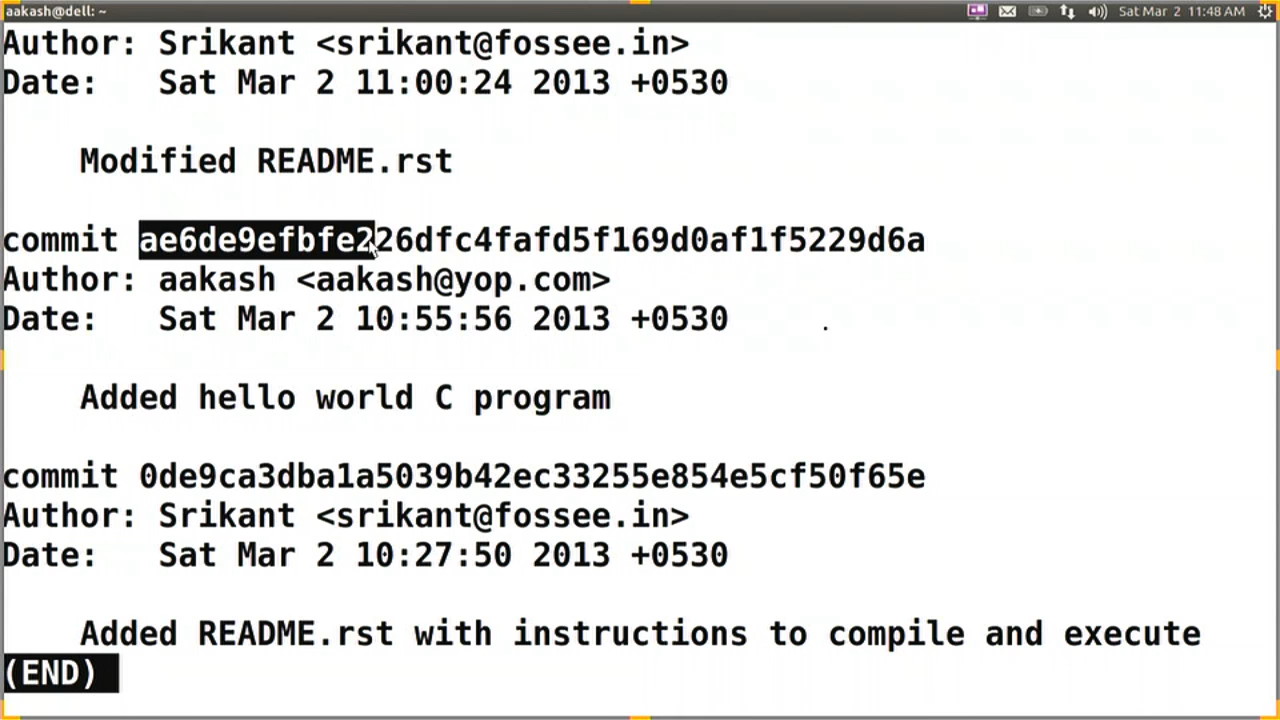 aakash@dell: ~
Sat Mar 2 11:48 AM
Author: Srikant <srikant@fossee.in>
Date:   Sat Mar 2 11:00:24 2013 +0530
Modified README.rst
commit ae6de9efbfe226dfc4fafd5f169d0af1f5229d6a
Author: aakash <aakash@yop.com>
Date:   Sat Mar 2 10:55:56 2013 +0530
Added hello world C program
commit 0de9ca3dba1a5039b42ec33255e854e5cf50f65e
Author: Srikant <srikant@fossee.in>
Date:   Sat Mar 2 10:27:50 2013 +0530
Added README.rst with instructions to compile and execute
(END)